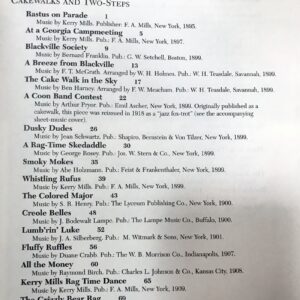 CAKEWALKS AND TWO-STEPS
Rastus on Parade 1
Music by Kerry Mills. Publisher: F. A. Mills, New York, 1895.
At a Georgia Campmeeting 5
Music by Kerry Mills. Pub.: F. A. Mills, New York, 1897.
Blackville Society 9
Music by Bernard Franklin. Pub.: G. W. Setchell, Boston, 1899.
A Breeze from Blackville 13
Music by F. T. McGrath. Arranged by W. H. Holmes. Pub.: H. Teasdale, Savannah, 1899.
The Cake Walk in the Sky 17
Music by Ben Harney. Arranged by F. W. Meacham. Pub.: W. H. Teasdale, Savannah, 1899.
A Coon Band Contest 22
Music by Arthur Pryor. Pub.: Emil Ascher, New York, 1899. Originally published as a
cakewalk, this piece was reissued in 1918 as a "jazz fox-trot" (see the accompanying
sheet-music cover).
Dusky Dudes 26
Music by Jean Schwartz. Pub.: Shapiro, Bernstein & Von Tilzer, New York, 1899.
A Rag-Time Skedaddle 30
Music by George Rosey. Pub.: Jos. W. Stern & Co., New York, 1899.
Smoky Mokes 35
Music by Abe Holzmann. Pub.: Feist & Frankenthaler, New York, 1899.
Whistling Rufus 39
Music by Kerry Mills. Pub.: F. A. Mills, New York, 1899.
The Colored Major 43
Music by S. R. Henry. Pub.: The Lyceum Publishing Co., New York, 1900.
Creole Belles 48
Music by J. Bodewalt Lampe. Pub.: The Lampe Music Co., Buffalo, 1900.
Lumb'rin' Luke 52
Music by J. A. Silberberg. Pub.: M. Witmark & Sons, New York, 1901.
Fluffy Ruffles 56
Music by Duane Crabb. Pub.: The W. B. Morrison Co., Indianapolis, 1907.
All the Money 60
Music by Raymond Birch. Pub.: Charles L. Johnson & Co., Kansas City, 1908.
Kerry Mills Rag Time Dance 65
Music by Kerry Mills. Pub.: F. A. Mills, New York, 1909.
The Grizzly Bear Rag 69